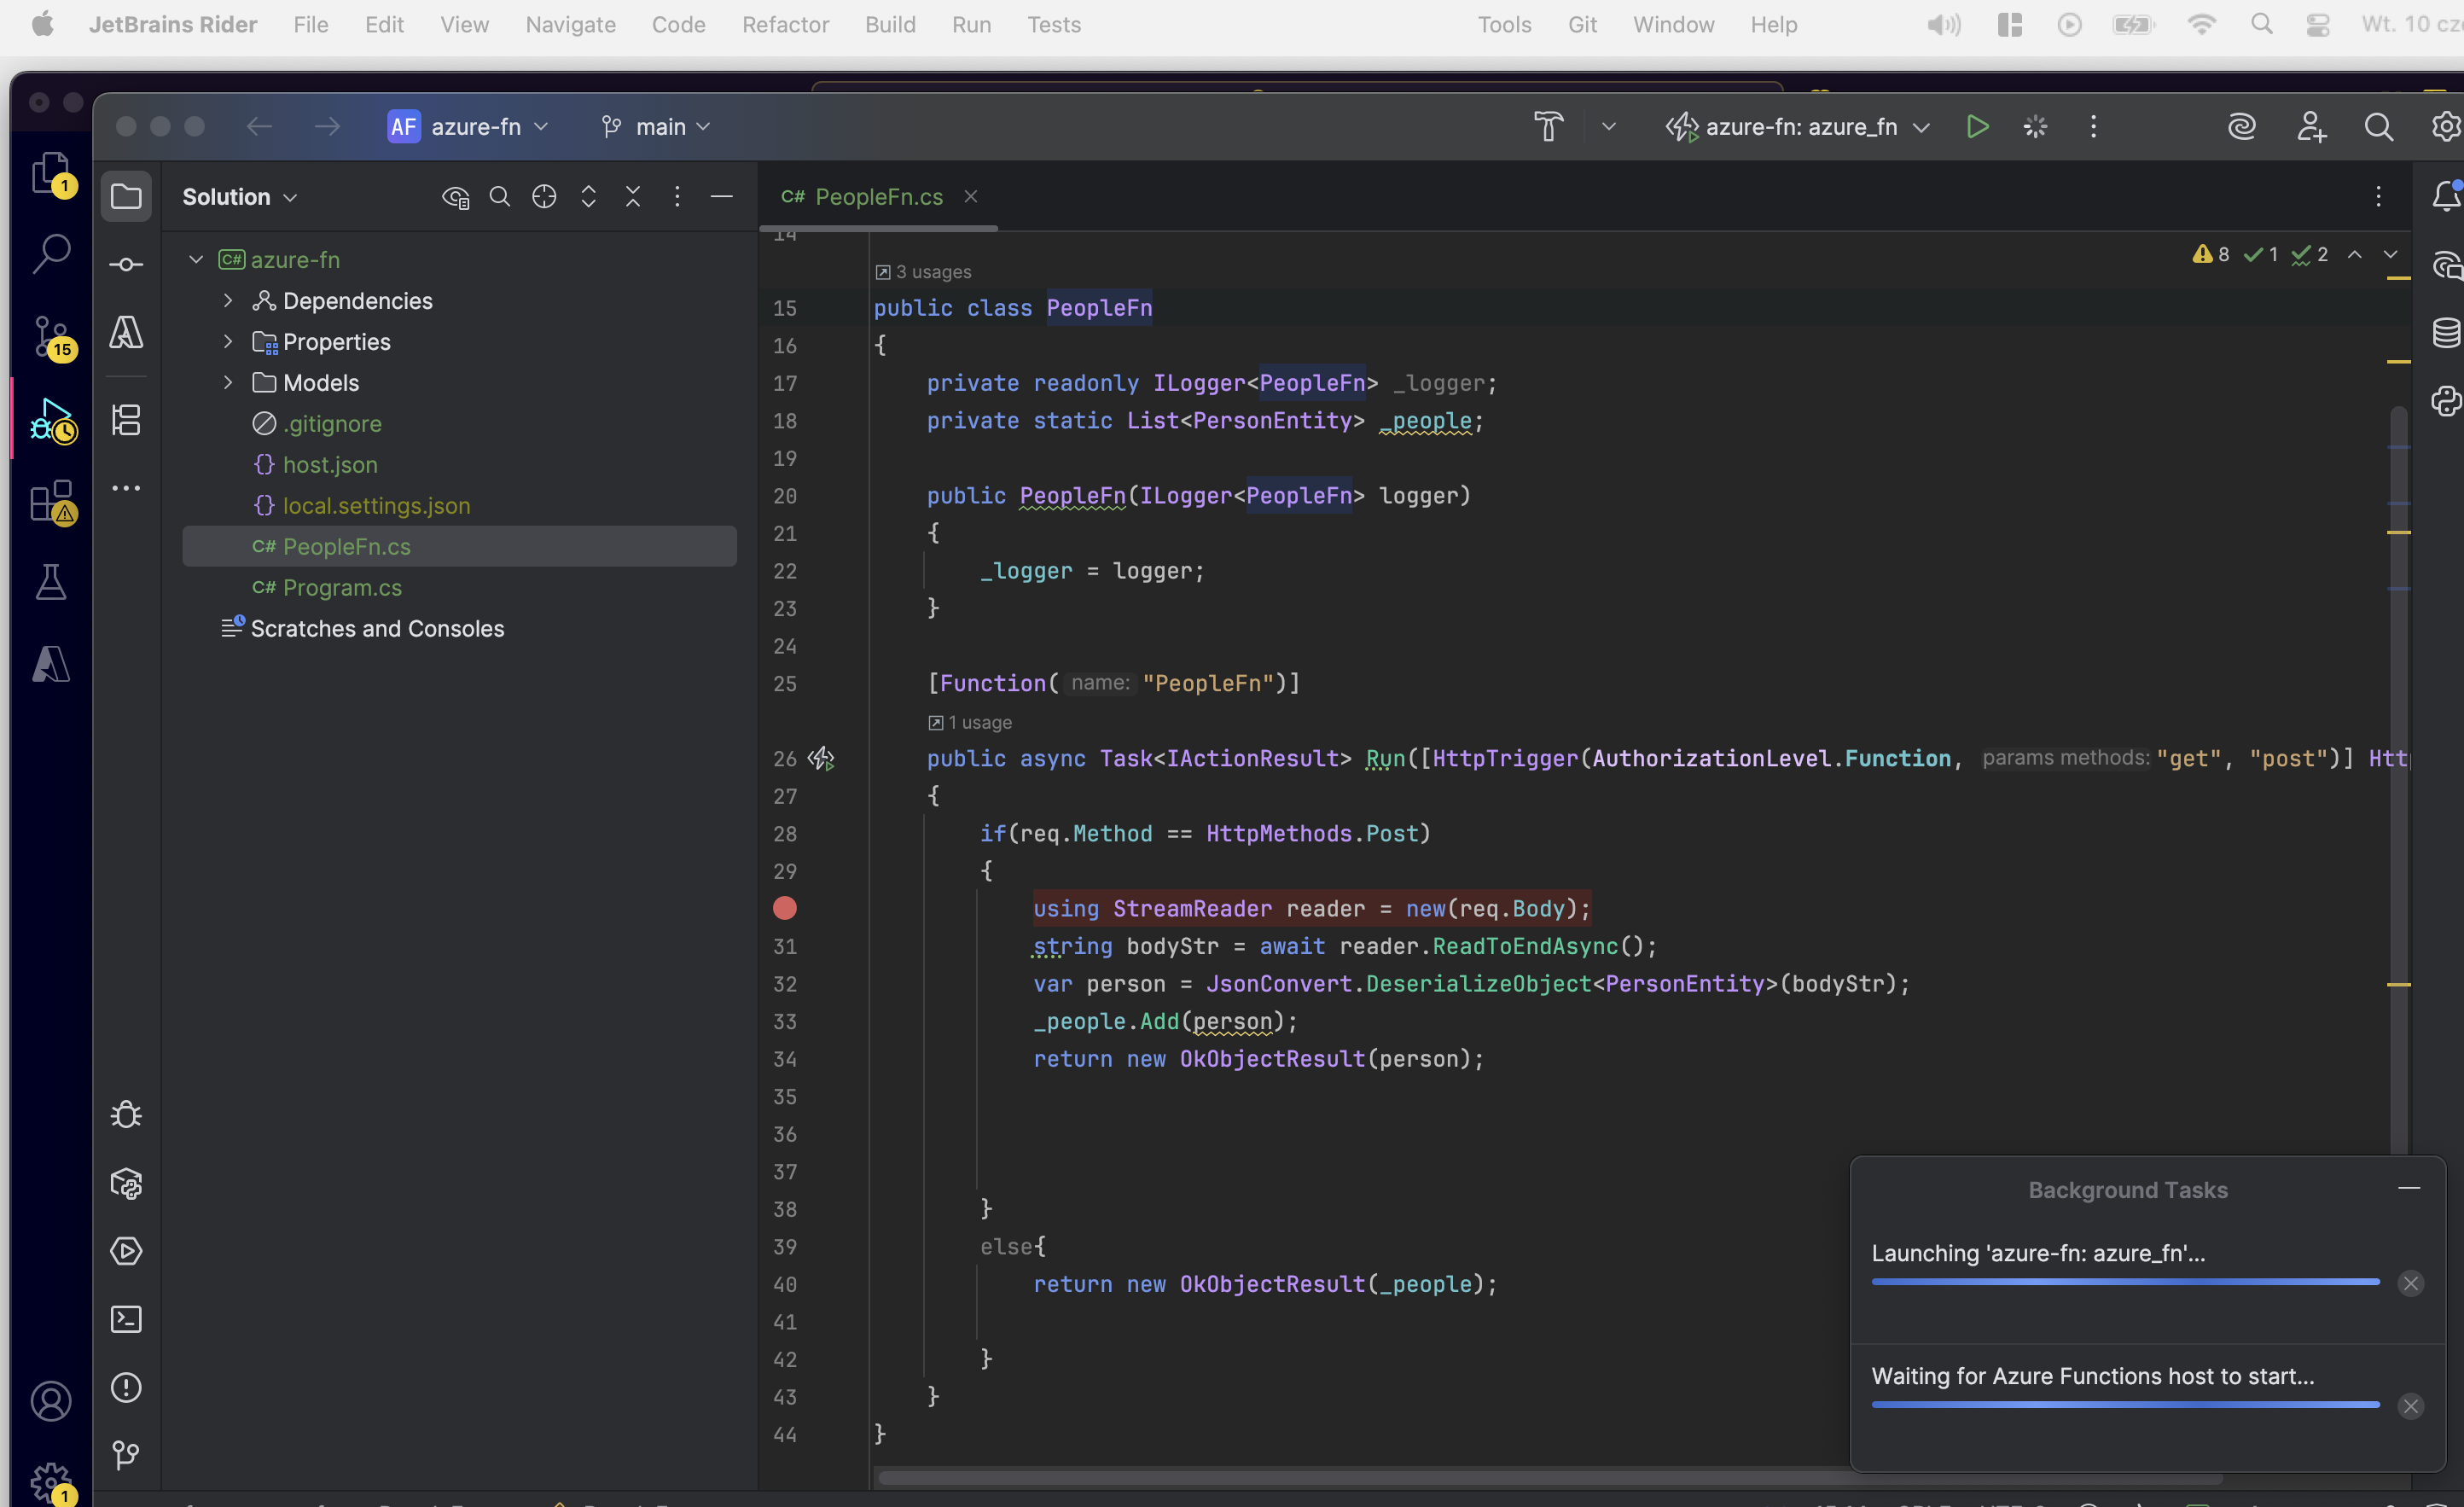 JetBrains Rider File Edit View Navigate Code Refactor Build Run Tests Tools Git Window Help Wt. 10
AF azure-fn main azure-fn: azure_fn
1
15
1
Solution
azure-fn
Dependencies
Properties
Models
.gitignore
host.json
local.settings.json
C# PeopleFn.cs
C# Program.cs
Scratches and Consoles
C# PeopleFn.cs
8 1 2
14
3 usages
15 public class PeopleFn
16 {
17 private readonly ILogger<PeopleFn> _logger;
18 private static List<PersonEntity> _people;
19
20 public PeopleFn(ILogger<PeopleFn> logger)
21 {
22 _logger = logger;
23 }
24
25 [Function( name: "PeopleFn")]
1 usage
26 public async Task<IActionResult> Run([HttpTrigger(AuthorizationLevel.Function, params methods: "get", "post")]
27 {
28 if(req.Method == HttpMethods.Post)
29 {
using StreamReader reader = new(req.Body);
31 string bodyStr = await reader.ReadToEndAsync();
32 var person = JsonConvert.DeserializeObject<PersonEntity>(bodyStr);
33 _people.Add(person);
34 return new OkObjectResult(person);
35
36
37
38 }
39 else{
40 return new OkObjectResult(_people);
41
42 }
43 }
44 }
Background Tasks
Launching 'azure-fn: azure_fn'...
Waiting for Azure Functions host to start...